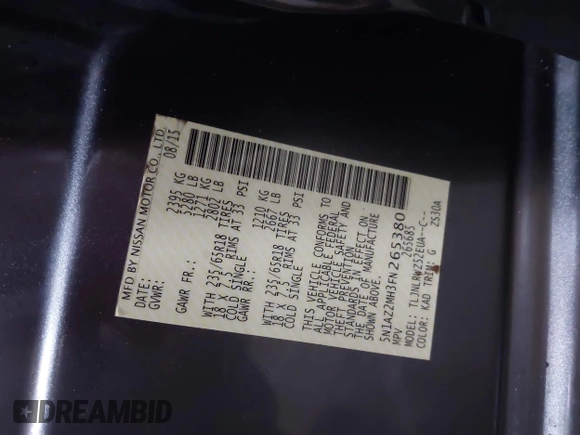 MFD BY NISSAN MOTOR CO., LTD.
DATE: 08/15
GVWR: 2395 KG
5280 LB
GAWR FR.: 1271 KG
2802 LB
WITH 235/65R18 TIRES
18 X 7.5 RIMS AT 33 PSI
COLD SINGLE
GAWR RR.: 1210 KG
2667 LB
WITH 235/65R18 TIRES
18 X 7.5 RIMS AT 33 PSI
COLD SINGLE
THIS VEHICLE CONFORMS TO
ALL APPLICABLE FEDERAL
MOTOR VEHICLE SAFETY AND
THEFT PREVENTION
STANDARDS IN EFFECT ON
THE DATE OF MANUFACTURE
SHOWN ABOVE.
5N1AZ2MH3FN265380
MPV 265685
MODEL: TLJNLRWZ52EUA--C--
COLOR: KAD TRIM: G ZS30A
DREAMBID